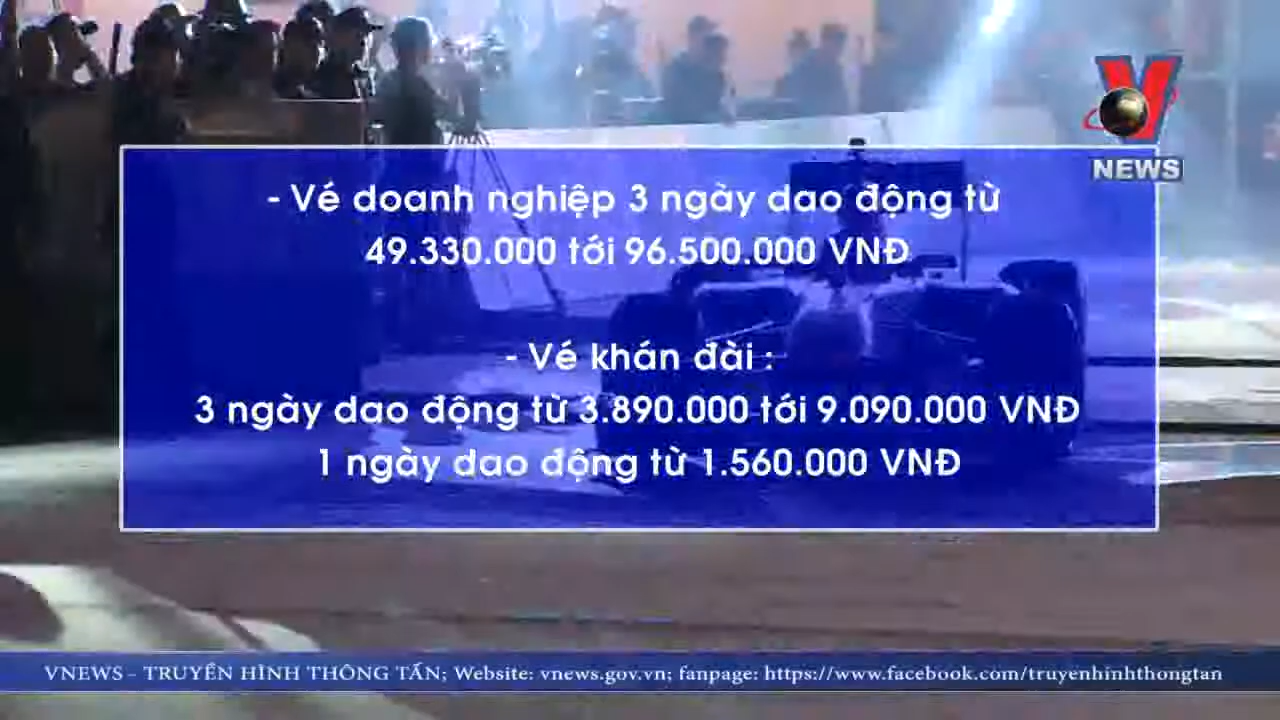 V
NEWS
- Vé doanh nghiệp 3 ngày dao động từ
49.330.000 tới 96.500.000 VNĐ
- Vé khán đài :
3 ngày dao động từ 3.890.000 tới 9.090.000 VNĐ
1 ngày dao động từ 1.560.000 VNĐ
VNEWS - TRUYỀN HÌNH THÔNG TẤN; Website: vnews.gov.vn; fanpage: https://www.facebook.com/truyenhinhthongtan